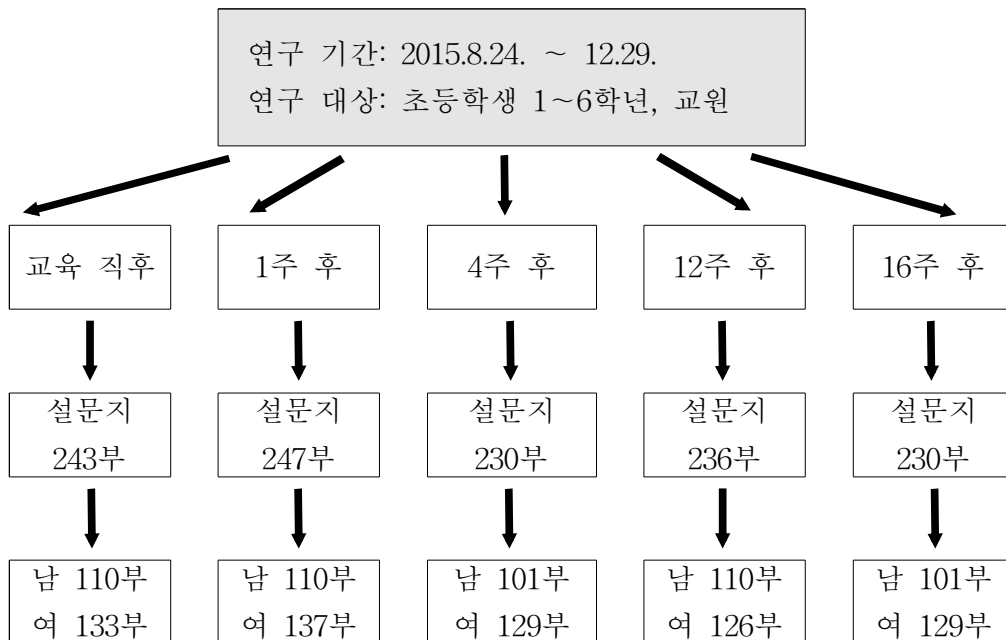 연구 기간: 2015.8.24. ~ 12.29.
연구 대상: 초등학생 1~6학년, 교원
교육 직후
1주 후
4주 후
12주 후
16주 후
설문지
243부
설문지
247부
설문지
230부
설문지
236부
설문지
230부
남 110부
여 133부
남 110부
여 137부
남 101부
여 129부
남 110부
여 126부
남 101부
여 129부